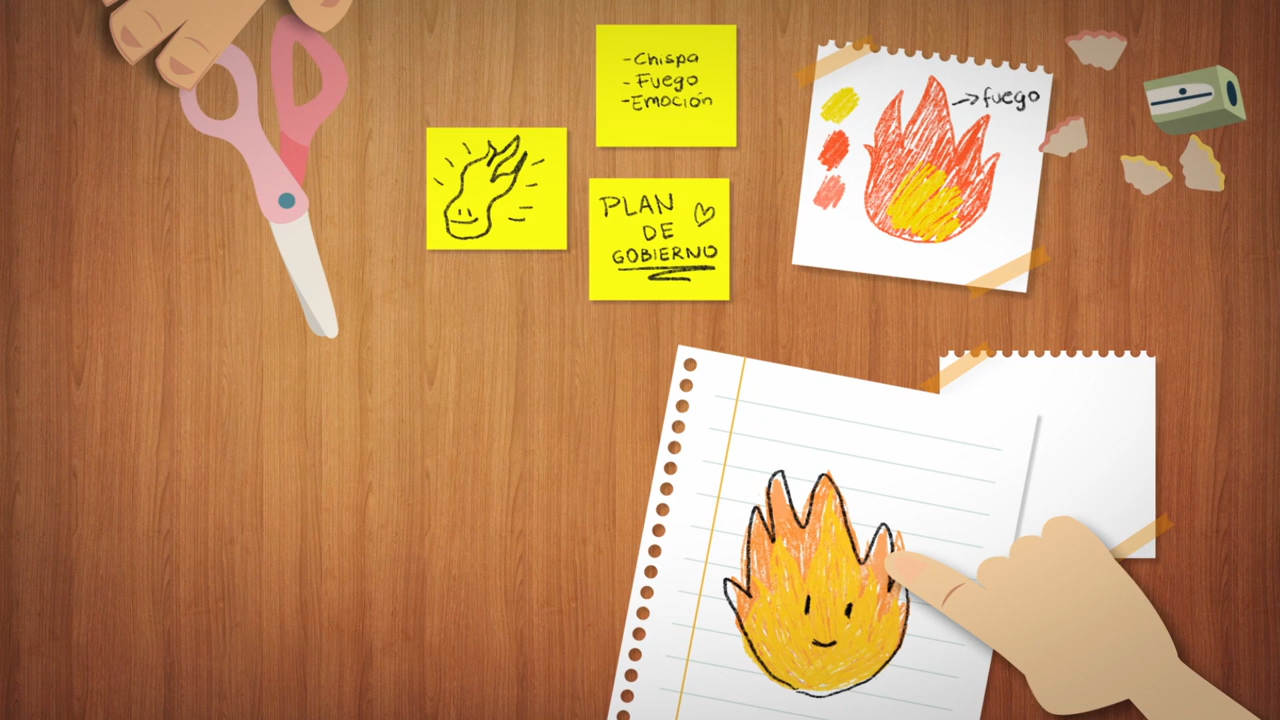 -Chispa
-Fuego
-Emoción
PLAN
DE
GOBIERNO
→fuego